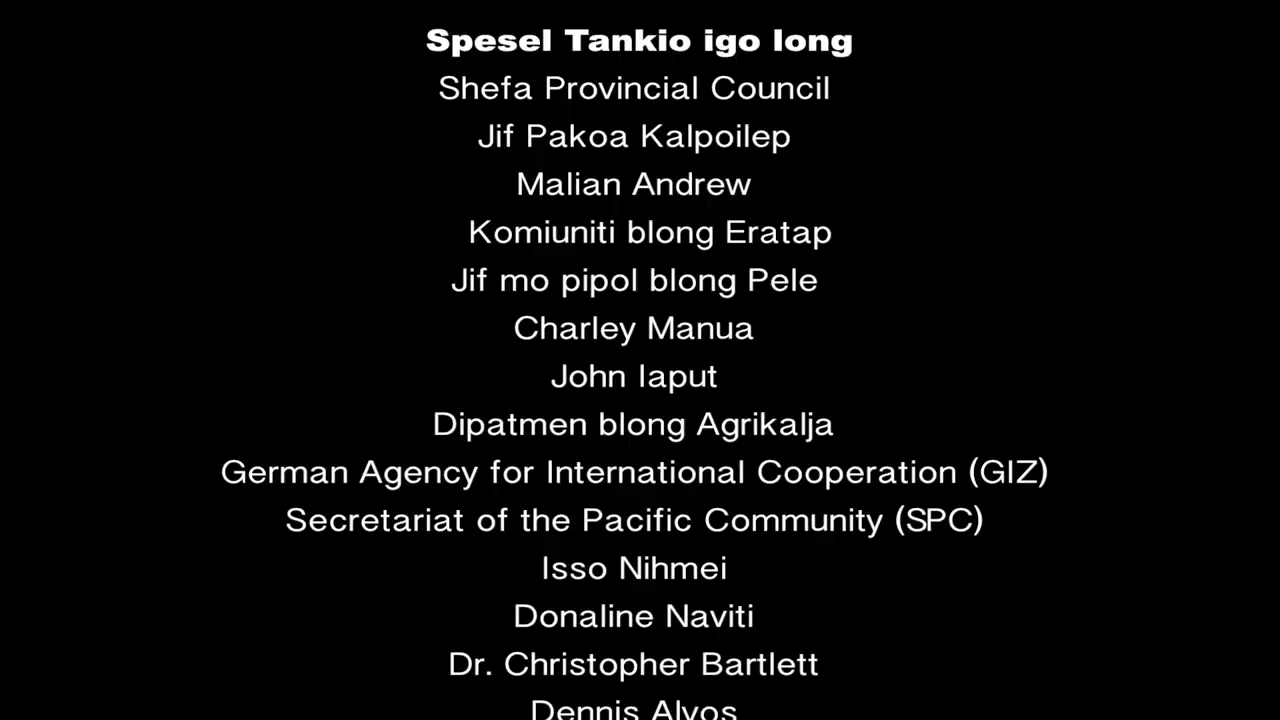 Spesel Tankio igo long
Shefa Provincial Council
Jif Pakoa Kalpoilep
Malian Andrew
Komiuniti blong Eratap
Jif mo pipol blong Pele
Charley Manua
John Iaput
Dipatmen blong Agrikalja
German Agency for International Cooperation (GIZ)
Secretariat of the Pacific Community (SPC)
Isso Nihmei
Donaline Naviti
Dr. Christopher Bartlett
Dennis Alvos